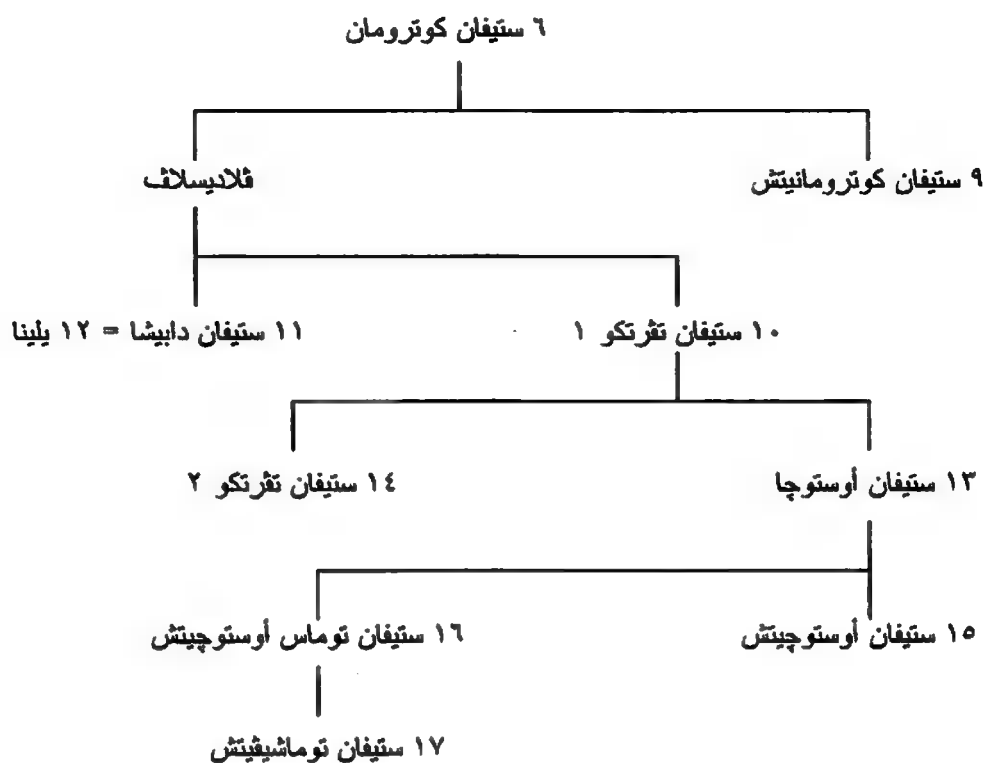 ٦ ستيفان كوترومان
٩ ستيفان كوترومانيتش
ڤلاديسلاڤ
١٠ ستيفان تڤرتكو ١
١١ ستيفان دابيشا = ١٢ يلينا
١٣ ستيفان أوستوچا
١٤ ستيفان تڤرتكو ٢
١٥ ستيفان أوستوچيتش
١٦ ستيفان توماس أوستوچيتش
١٧ ستيفان توماشيڤيتش